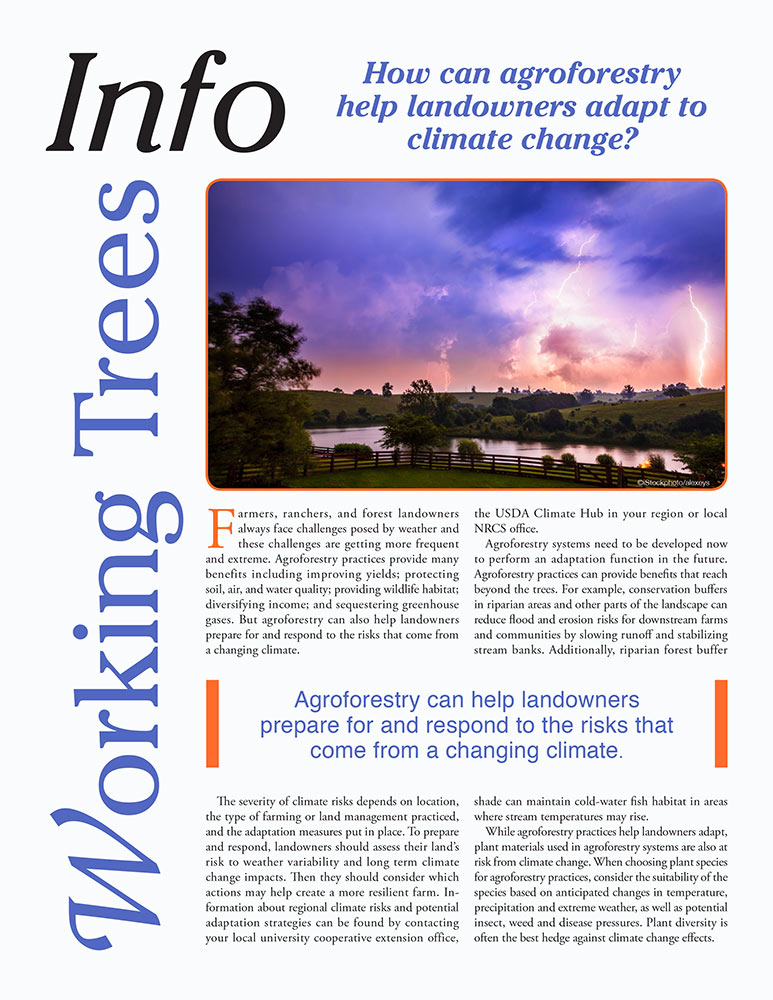 Info
Working Trees
How can agroforestry
help landowners adapt to
climate change?
©iStockphoto/alexeys
Farmers, ranchers, and forest landowners
always face challenges posed by weather and
these challenges are getting more frequent
and extreme. Agroforestry practices provide many
benefits including improving yields; protecting
soil, air, and water quality; providing wildlife habitat;
diversifying income; and sequestering greenhouse
gases. But agroforestry can also help landowners
prepare for and respond to the risks that come from
a changing climate.
Agroforestry can help landowners
prepare for and respond to the risks that
come from a changing climate.
The severity of climate risks depends on location,
the type of farming or land management practiced,
and the adaptation measures put in place. To prepare
and respond, landowners should assess their land's
risk to weather variability and long term climate
change impacts. Then they should consider which
actions may help create a more resilient farm. In-
formation about regional climate risks and potential
adaptation strategies can be found by contacting
your local university cooperative extension office,
the USDA Climate Hub in your region or local
NRCS office.
Agroforestry systems need to be developed now
to perform an adaptation function in the future.
Agroforestry practices can provide benefits that reach
beyond the trees. For example, conservation buffers
in riparian areas and other parts of the landscape can
reduce flood and erosion risks for downstream farms
and communities by slowing runoff and stabilizing
stream banks. Additionally, riparian forest buffer
shade can maintain cold-water fish habitat in areas
where stream temperatures may rise.
While agroforestry practices help landowners adapt,
plant materials used in agroforestry systems are also at
risk from climate change. When choosing plant species
for agroforestry practices, consider the suitability of the
species based on anticipated changes in temperature,
precipitation and extreme weather, as well as potential
insect, weed and disease pressures. Plant diversity is
often the best hedge against climate change effects.